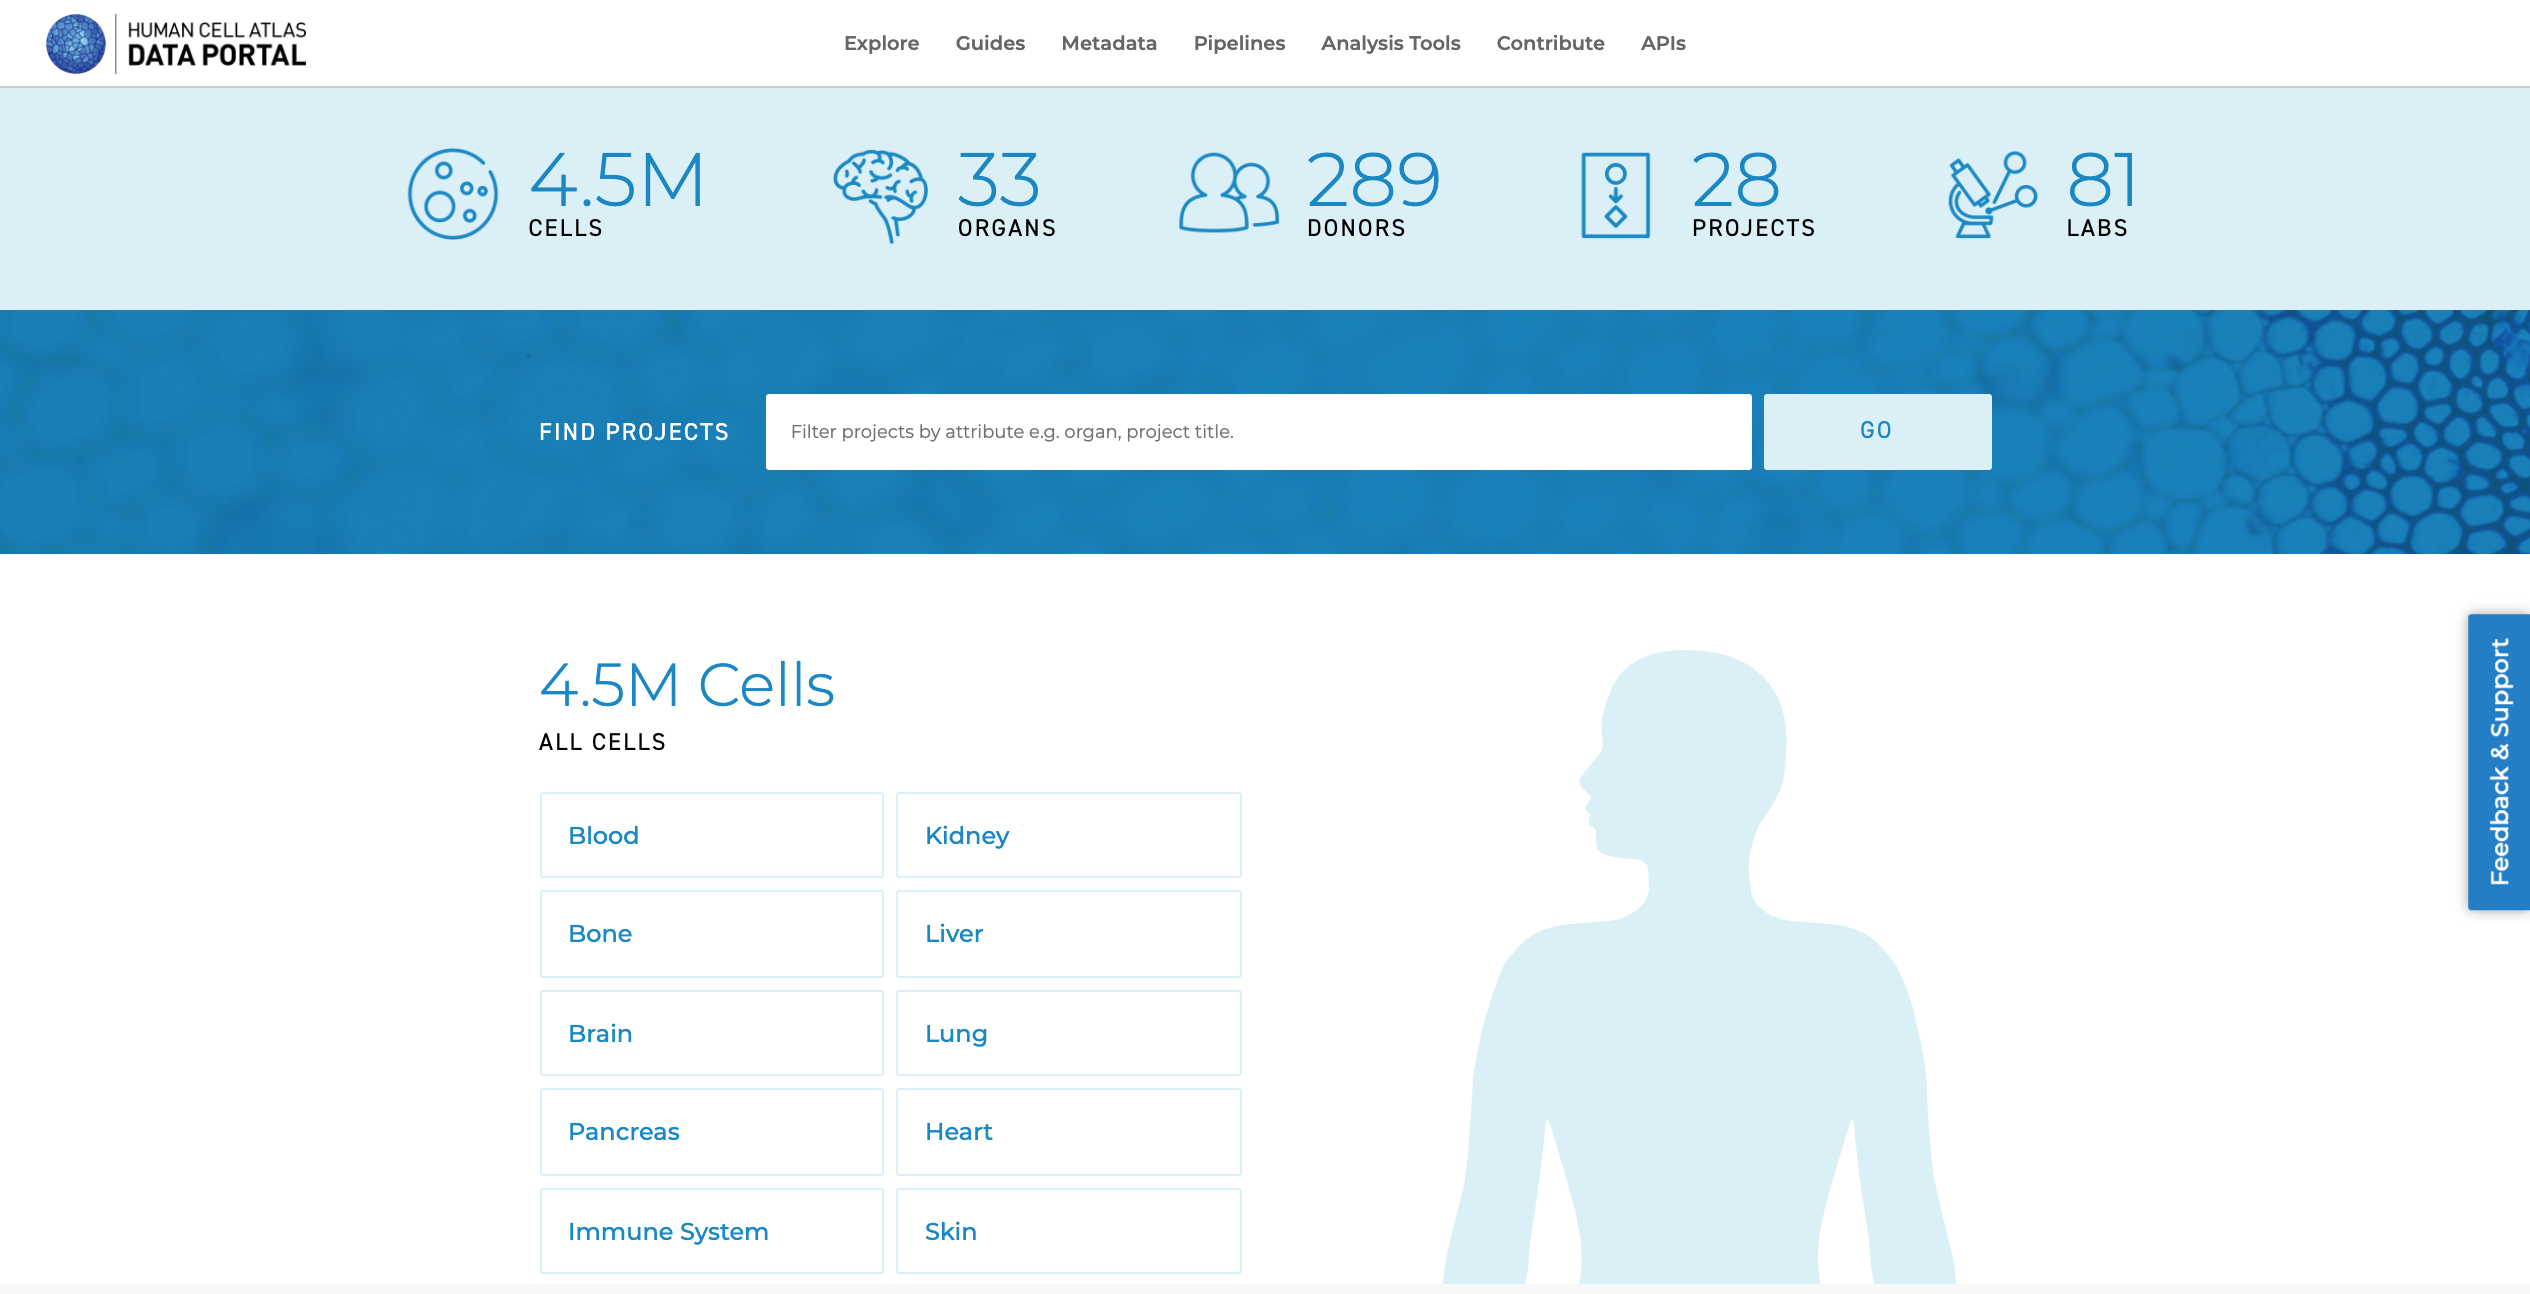 HUMAN CELL ATLAS
DATA PORTAL
Explore Guides Metadata Pipelines Analysis Tools Contribute APIs
4.5M
CELLS
33
ORGANS
289
DONORS
28
PROJECTS
81
LABS
FIND PROJECTS
Filter projects by attribute e.g. organ, project title.
GO
4.5M Cells
ALL CELLS
Blood
Kidney
Bone
Liver
Brain
Lung
Pancreas
Heart
Immune System
Skin
Feedback & Support